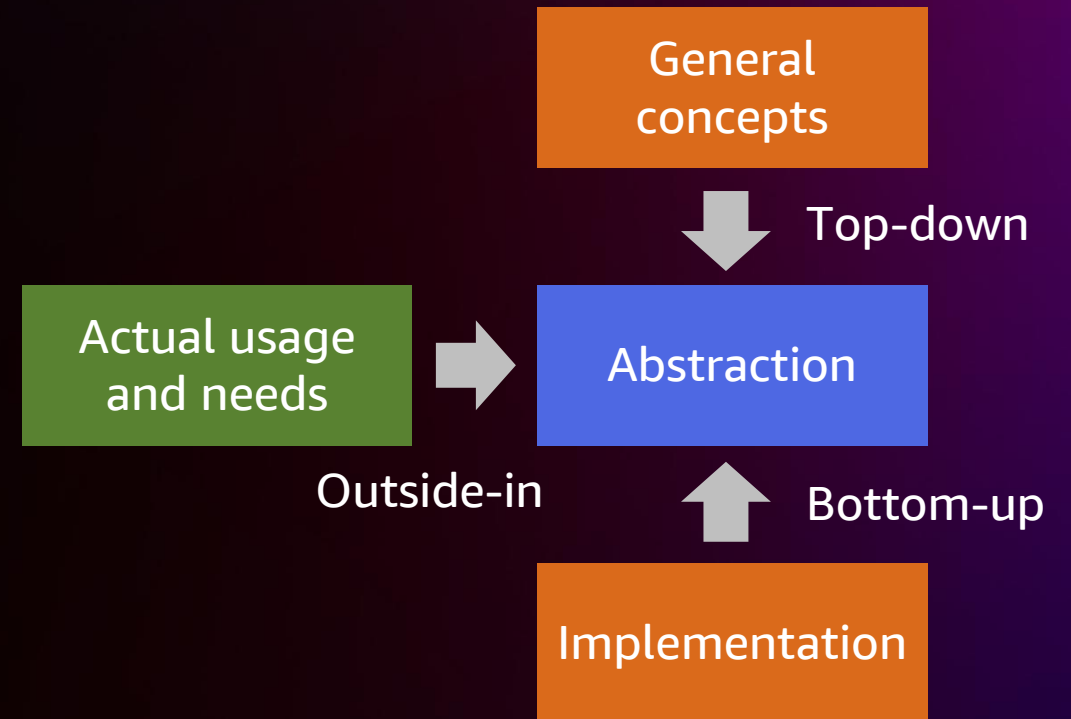 General
concepts
Top-down
Actual usage
and needs
Abstraction
Outside-in
Bottom-up
Implementation